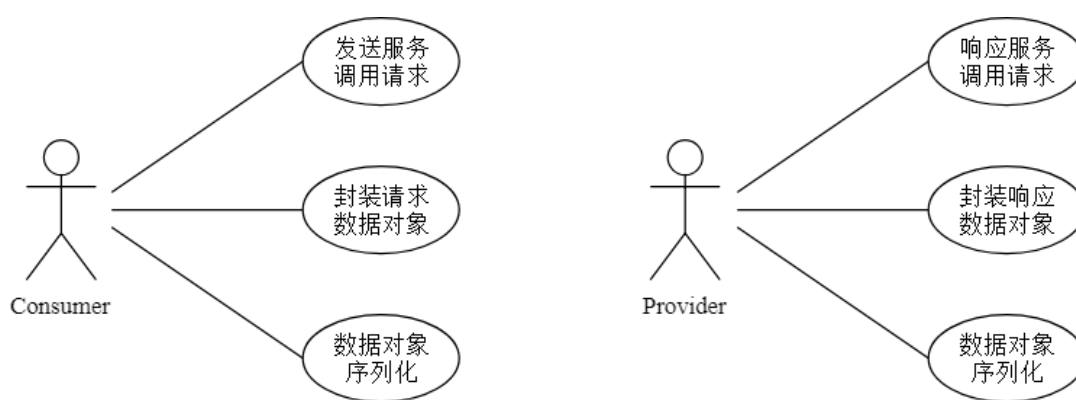 发送服务
调用请求
封装请求
数据对象
Consumer
数据对象
序列化
响应服务
调用请求
封装响应
数据对象
Provider
数据对象
序列化